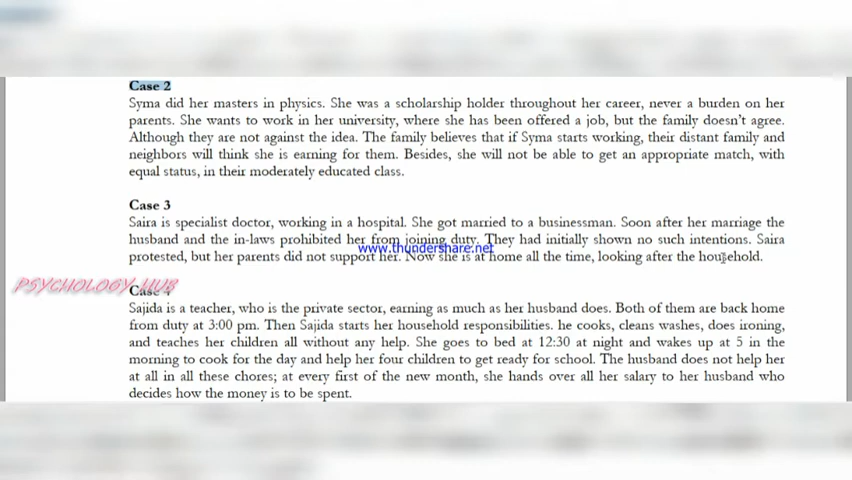 Case 2
Syma did her masters in physics. She was a scholarship holder throughout her career, never a burden on her
parents. She wants to work in her university, where she has been offered a job, but the family doesn't agree.
Although they are not against the idea. The family believes that if Syma starts working, their distant family and
neighbors will think she is earning for them. Besides, she will not be able to get an appropriate match, with
equal status, in their moderately educated class.
Case 3
Saira is specialist doctor, working in a hospital. She got married to a businessman. Soon after her marriage the
husband and the in-laws prohibited her from joining duty. They had initially shown no such intentions. Saira
www.thundershare.net
protested, but her parents did not support her. Now she is at home all the time, looking after the household.
PSYCHOLOGY HUB
Case 4
Sajida is a teacher, who is the private sector, earning as much as her husband does. Both of them are back home
from duty at 3:00 pm. Then Sajida starts her household responsibilities. he cooks, cleans washes, does ironing,
and teaches her children all without any help. She goes to bed at 12:30 at night and wakes up at 5 in the
morning to cook for the day and help her four children to get ready for school. The husband does not help her
at all in all these chores; at every first of the new month, she hands over all her salary to her husband who
decides how the money is to be spent.